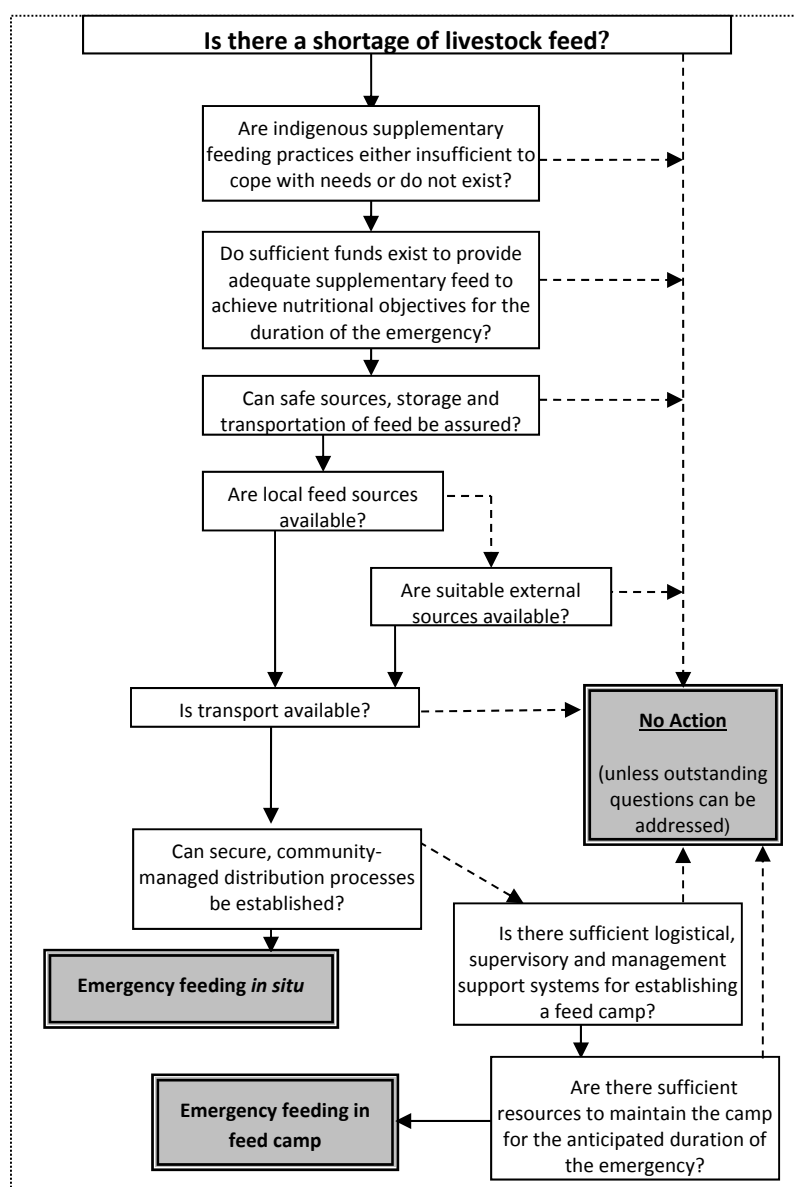 Is there a shortage of livestock feed?
Are indigenous supplementary
feeding practices either insufficient to
cope with needs or do not exist?
Do sufficient funds exist to provide
adequate supplementary feed to
achieve nutritional objectives for the
duration of the emergency?
Can safe sources, storage and
transportation of feed be assured?
Are local feed sources
available?
Are suitable external
sources available?
Is transport available?
No Action
(unless outstanding
questions can be
addressed)
Can secure, community-
managed distribution processes
be established?
Is there sufficient logistical,
supervisory and management
support systems for establishing
a feed camp?
Emergency feeding in situ
Are there sufficient
resources to maintain the camp
for the anticipated duration of
the emergency?
Emergency feeding in
feed camp